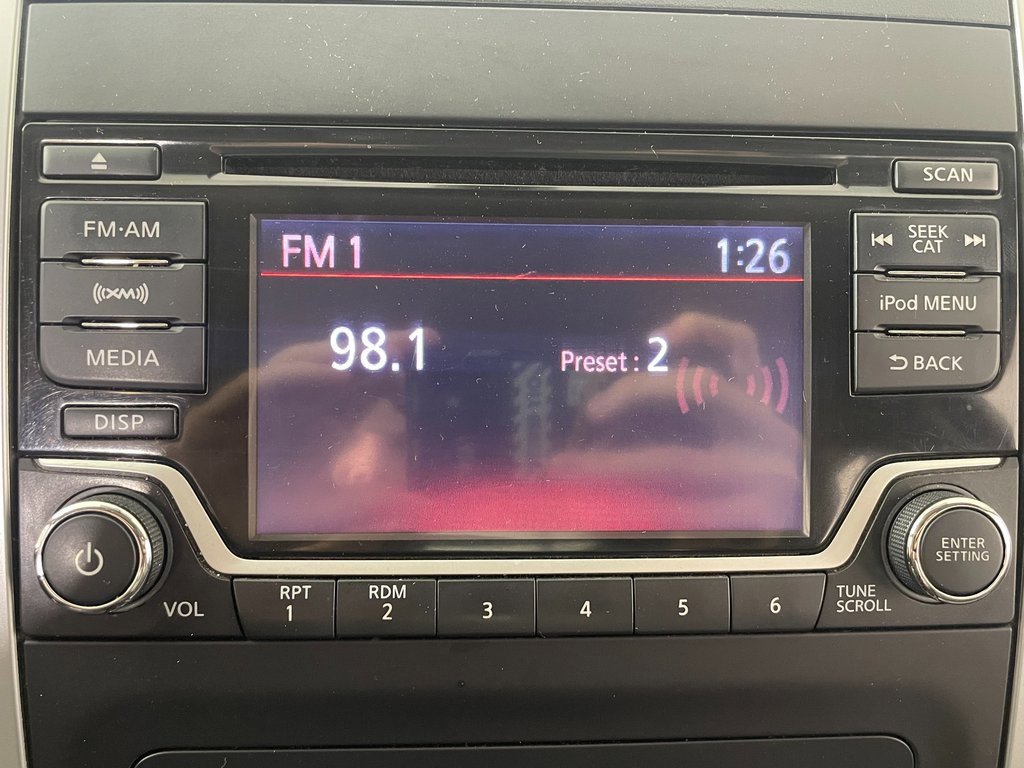 SCAN
FM·AM
SEEK
CAT
FM 1
1:26
XM
iPod MENU
98.1
Preset : 2
MEDIA
BACK
DISP
ENTER
SETTING
VOL
RPT
1
RDM
2
3
4
5
6
TUNE
SCROLL